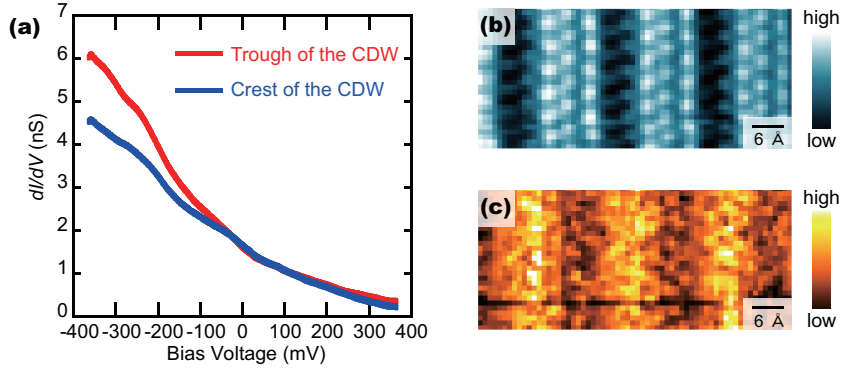 (a)
7
6
5
4
3
2
1
0
dI/dV (nS)
Trough of the CDW
Crest of the CDW
-400 -300 -200 -100 0 100 200 300 400
Bias Voltage (mV)
(b)
6 Å
high
low
(c)
6 Å
high
low